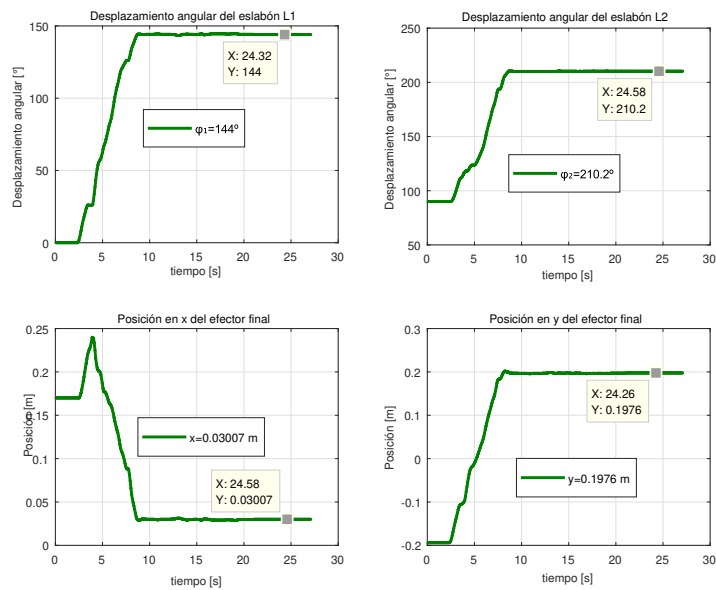 Desplazamiento angular del eslabón L1
Desplazamiento angular [°]
150
100
50
0
X: 24.32
Y: 144
φ₁=144º
0 5 10 15 20 25 30
tiempo [s]
Desplazamiento angular del eslabón L2
Desplazamiento angular [°]
250
200
150
100
50
X: 24.58
Y: 210.2
φ₂=210.2º
0 5 10 15 20 25 30
tiempo [s]
Posición en x del efector final
Posición [m]
0.25
0.2
0.15
0.1
0.05
0
x=0.03007 m
X: 24.58
Y: 0.03007
0 5 10 15 20 25 30
tiempo [s]
Posición en y del efector final
Posición [m]
0.3
0.2
0.1
0
-0.1
-0.2
X: 24.26
Y: 0.1976
y=0.1976 m
0 5 10 15 20 25 30
tiempo [s]